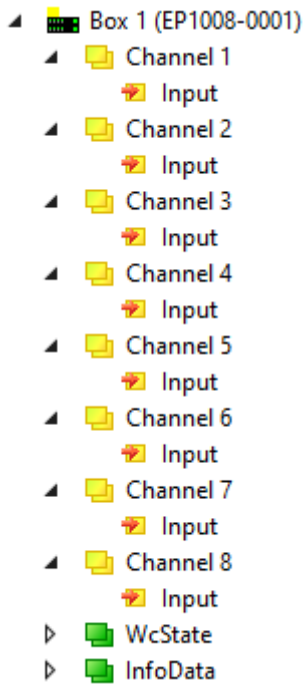 Box 1 (EP1008-0001)
Channel 1
Input
Channel 2
Input
Channel 3
Input
Channel 4
Input
Channel 5
Input
Channel 6
Input
Channel 7
Input
Channel 8
Input
WcState
InfoData